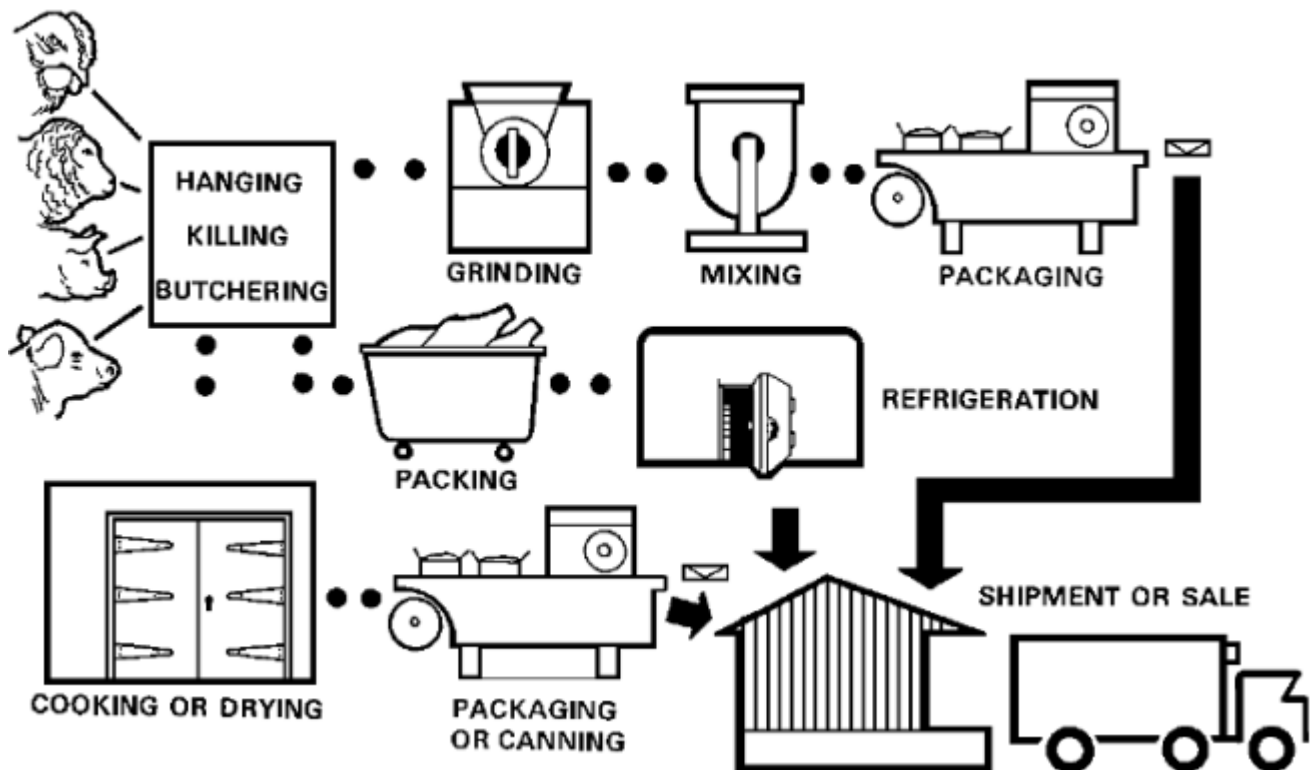 HANGING
KILLING
BUTCHERING
GRINDING
MIXING
PACKAGING
PACKING
REFRIGERATION
COOKING OR DRYING
PACKAGING
OR CANNING
SHIPMENT OR SALE